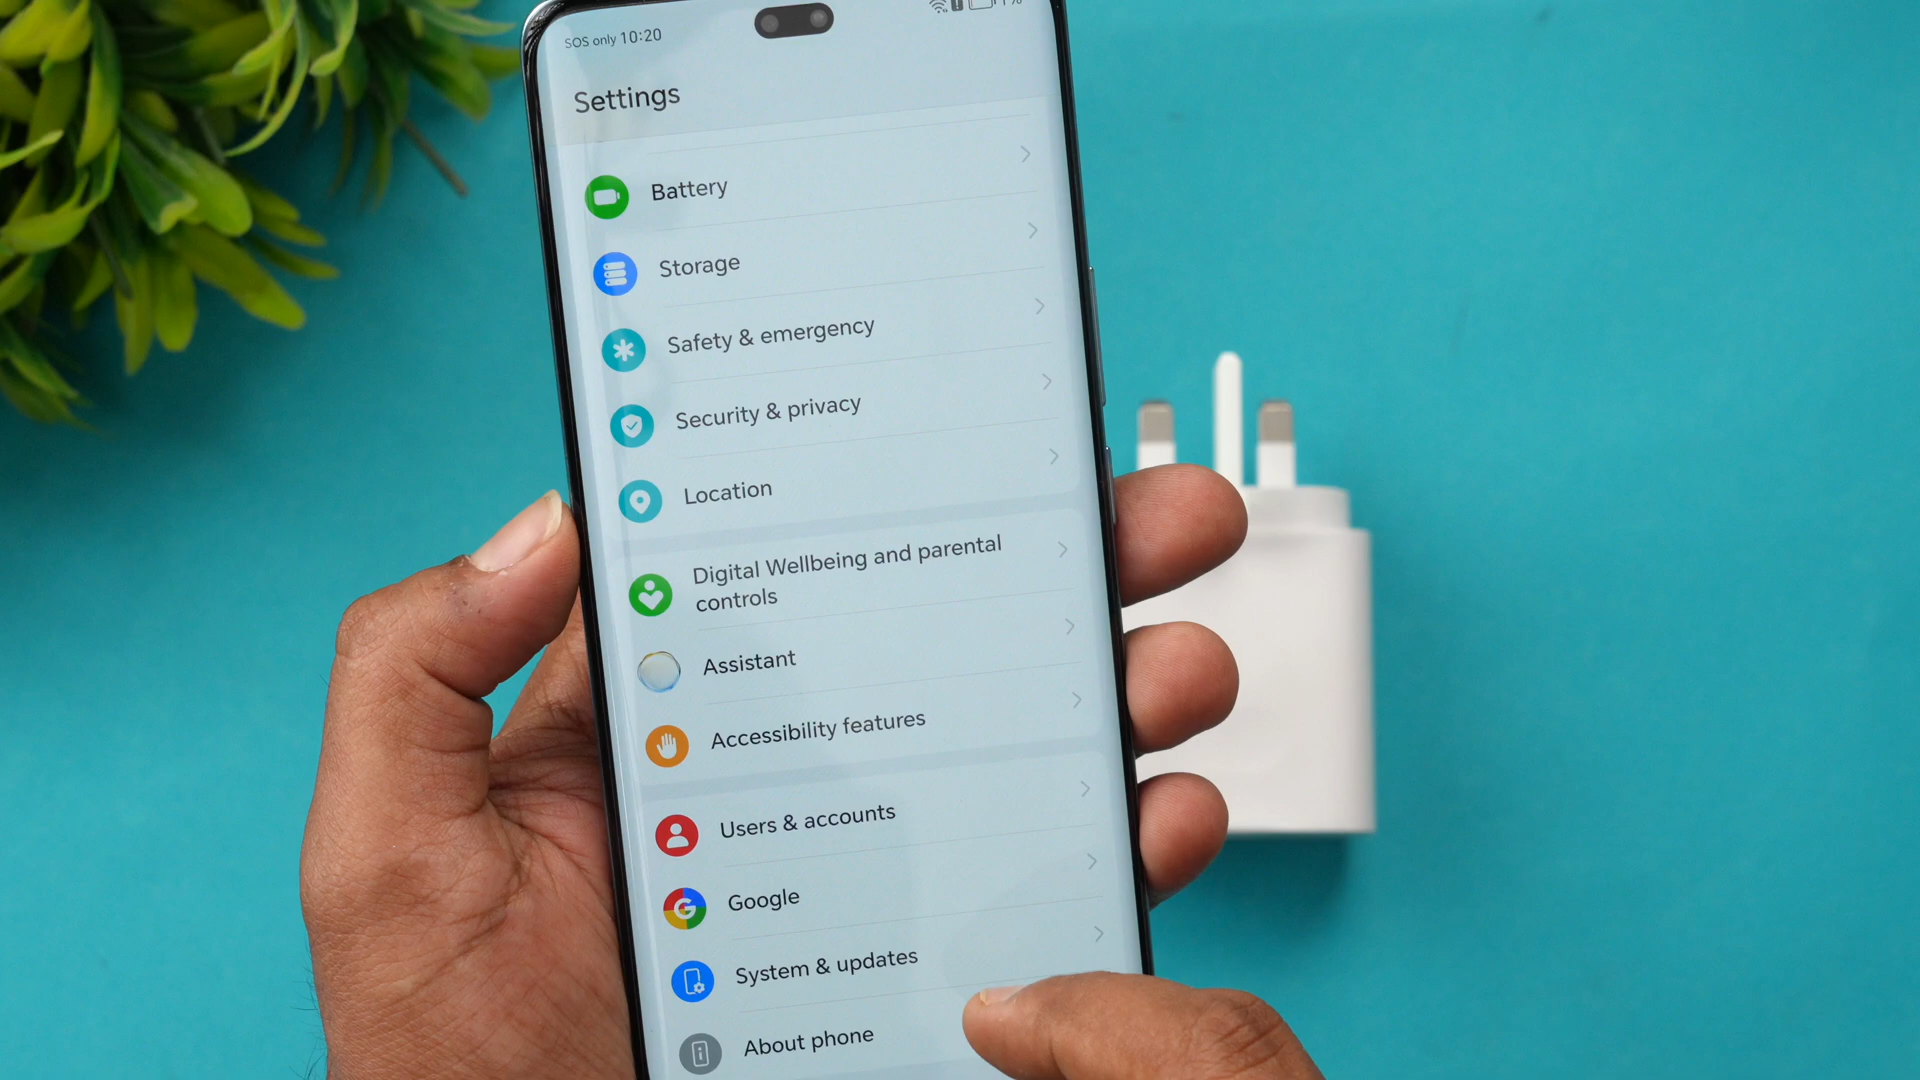 SOS only 10:20
Settings
Battery
Storage
Safety & emergency
Security & privacy
Location
Digital Wellbeing and parental
controls
Assistant
Accessibility features
Users & accounts
Google
System & updates
About phone